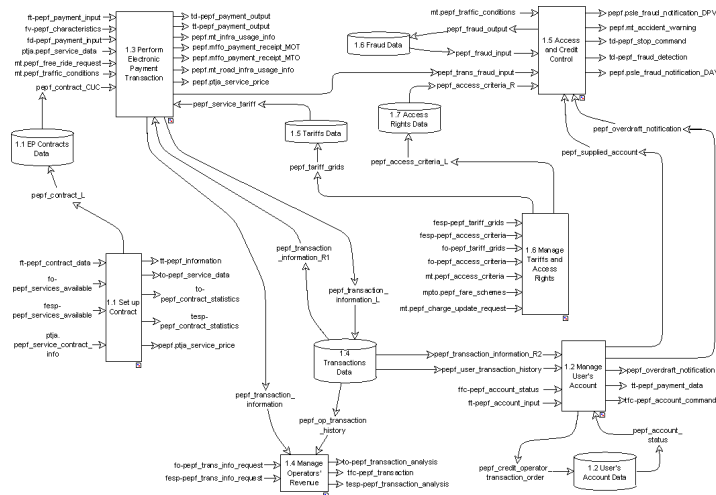 ft-pepf_payment_input
fv-pepf_characteristics
fd-pepf_payment_input
ptja.pepf_service_data
mt.pepf_free_ride_request
mt.pepf_traffic_conditions
pepf_contract_CUC
1.3 Perform
Electronic
Payment
Transaction
td-pepf_payment_output
tt-pepf_payment_output
pepf.mt_infra_usage_info
pepf.mffo_payment_receipt_MOT
pepf.mffo_payment_receipt_MTO
pepf.mt_road_infra_usage_info
pepf.ptja_service_price
pepf_service_tariff
mt.pepf_traffic_conditions
pepf_fraud_output
1.6 Fraud Data
pepf_fraud_input
pepf_trans_fraud_input
pepf_access_criteria_R
1.5 Access
and Credit
Control
pepf.psle_fraud_notification_DPV
pepf.mt_accident_warning
td-pepf_stop_command
td-pepf_fraud_detection
pepf.psle_fraud_notification_DAY
1.7 Access
Rights Data
1.5 Tariffs Data
pepf_overdraft_notification
pepf_supplied_account
1.1 EP Contracts
Data
pepf_tariff_grids
pepf_access_criteria_L
pepf_contract_L
fesp-pepf_tariff_grids
fesp-pepf_access_criteria
fo-pepf_tariff_grids
fo-pepf_access_criteria
mt.pepf_access_criteria
mpto.pepf_fare_schemes
mt.pepf_charge_update_request
1.6 Manage
Tariffs and
Access
Rights
pepf_transaction
_information_R1
ft-pepf_contract_data
fo-
pepf_services_available
fesp-
pepf_services_available
ptja.
pepf_service_contract_
info
1.1 Set up
Contract
tt-pepf_information
to-pepf_service_data
to-
pepf_contract_statistics
tesp-
pepf_contract_statistics
pepf.ptja_service_price
pepf_transaction_
information_L
1.4
Transactions
Data
pepf_transaction_information_R2
pepf_user_transaction_history
ffc-pepf_account_status
ft-pepf_account_input
1.2 Manage
User's
Account
pepf_overdraft_notification
tt-pepf_payment_data
tfc-pepf_account_command
pepf_transaction_
information
pepf_op_transaction
_history
pepf_account_
status
fo-pepf_trans_info_request
fesp-pepf_trans_info_request
1.4 Manage
Operators'
Revenue
to-pepf_transaction_analysis
tfc-pepf_transaction
tesp-pepf_transaction_analysis
pepf_credit_operator_
transaction_order
1.2 User's
Account Data